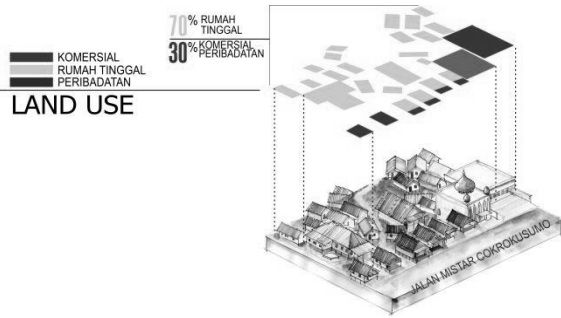 70% RUMAH
TINGGAL
30% KOMERSIAL
PERIBADATAN
KOMERSIAL
RUMAH TINGGAL
PERIBADATAN
LAND USE
JALAN MISTAR COKROKUSUMO